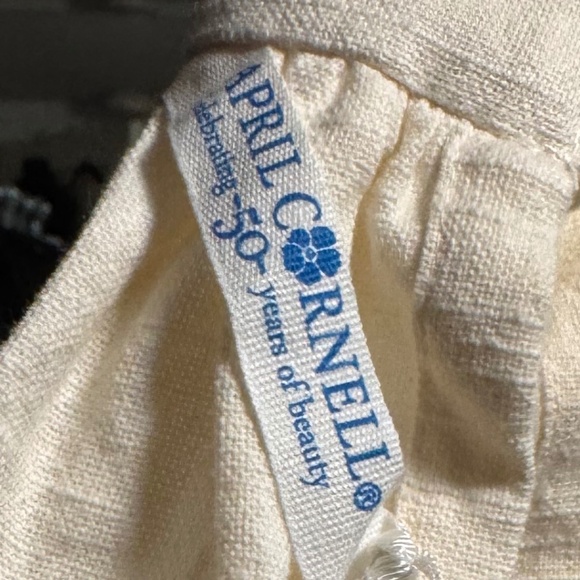 APRIL CORNELL®
celebrating -50- years of beauty